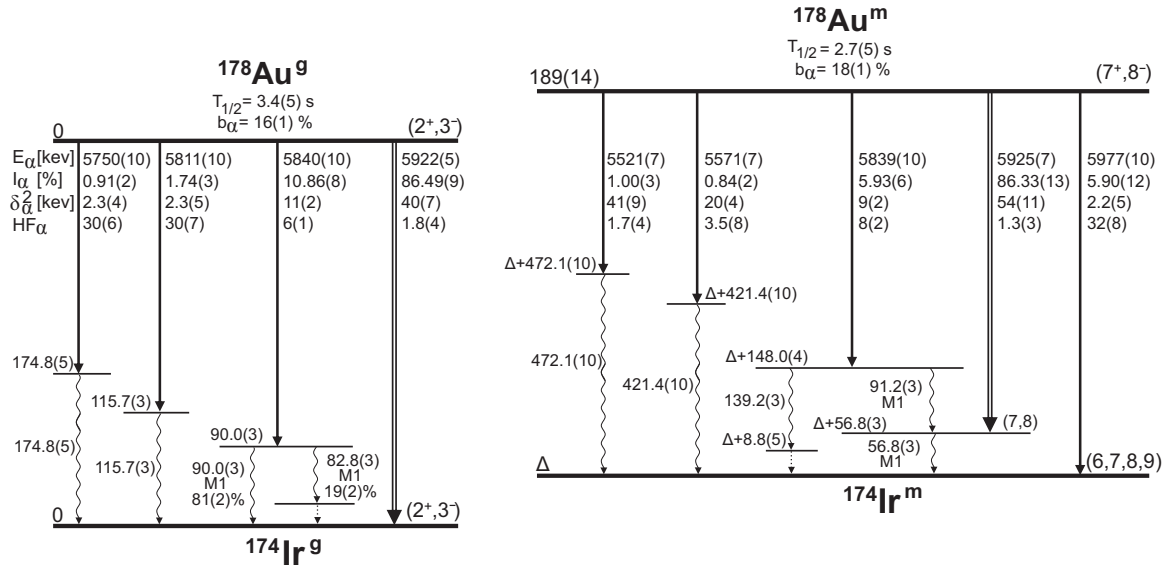 ¹⁷⁸Auᵍ
T1/2 = 3.4(5) s
bα = 16(1) %
0
(2⁺,3⁻)
Eα[kev] 5750(10) 5811(10) 5840(10) 5922(5)
Iα [%] 0.91(2) 1.74(3) 10.86(8) 86.49(9)
δ²α [kev] 2.3(4) 2.3(5) 11(2) 40(7)
HFα 30(6) 30(7) 6(1) 1.8(4)
174.8(5)
115.7(3)
90.0(3)
174.8(5)
115.7(3)
90.0(3)
M1
81(2)%
82.8(3)
M1
19(2)%
0
(2⁺,3⁻)
¹⁷⁴Irᵍ
¹⁷⁸Auᵐ
T1/2 = 2.7(5) s
bα = 18(1) %
189(14)
(7⁺,8⁻)
5521(7) 5571(7) 5839(10) 5925(7) 5977(10)
1.00(3) 0.84(2) 5.93(6) 86.33(13) 5.90(12)
41(9) 20(4) 9(2) 54(11) 2.2(5)
1.7(4) 3.5(8) 8(2) 1.3(3) 32(8)
Δ+472.1(10)
Δ+421.4(10)
Δ+148.0(4)
472.1(10)
421.4(10)
139.2(3)
91.2(3)
M1
Δ+56.8(3)
(7,8)
Δ+8.8(5)
56.8(3)
M1
Δ
(6,7,8,9)
¹⁷⁴Irᵐ